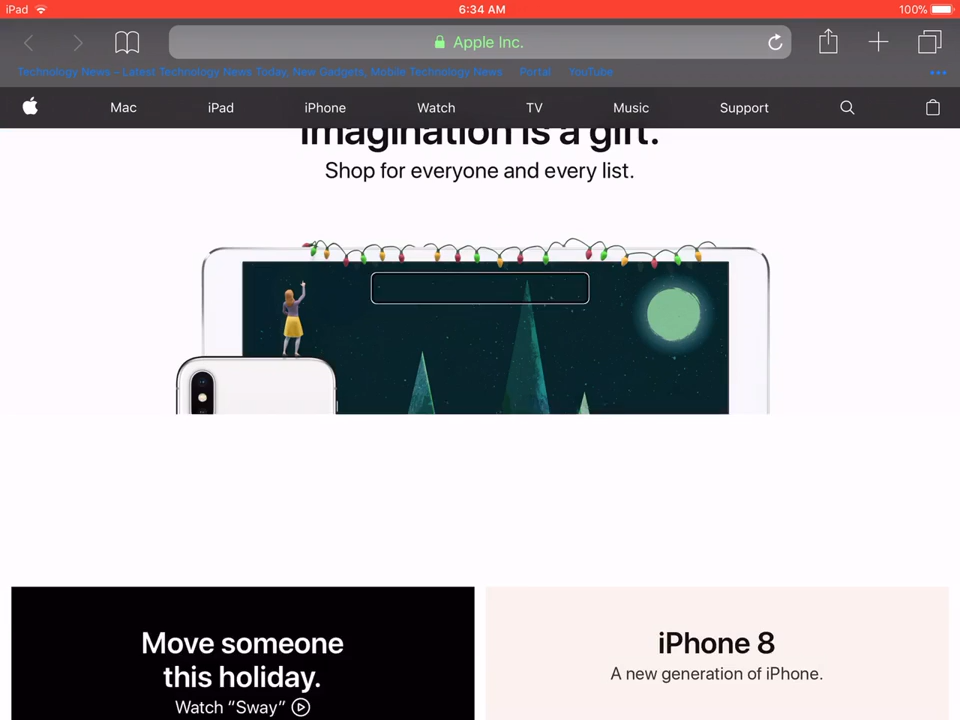 iPad 6:34 AM 100%
Apple Inc.
Technology News – Latest Technology News Today, New Gadgets, Mobile Technology News Portal YouTube
Mac iPad iPhone Watch TV Music Support
Imagination is a gift.
Shop for everyone and every list.
Move someone
this holiday.
Watch “Sway”
iPhone 8
A new generation of iPhone.